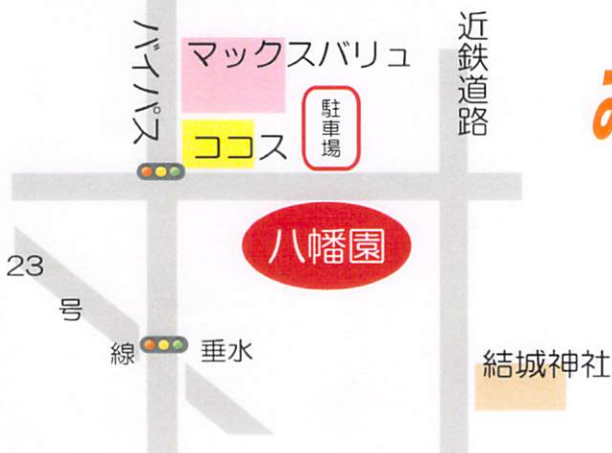 バイパス
マックスバリュ
近鉄道路
駐車場
ココス
八幡園
23
号
線
垂水
結城神社